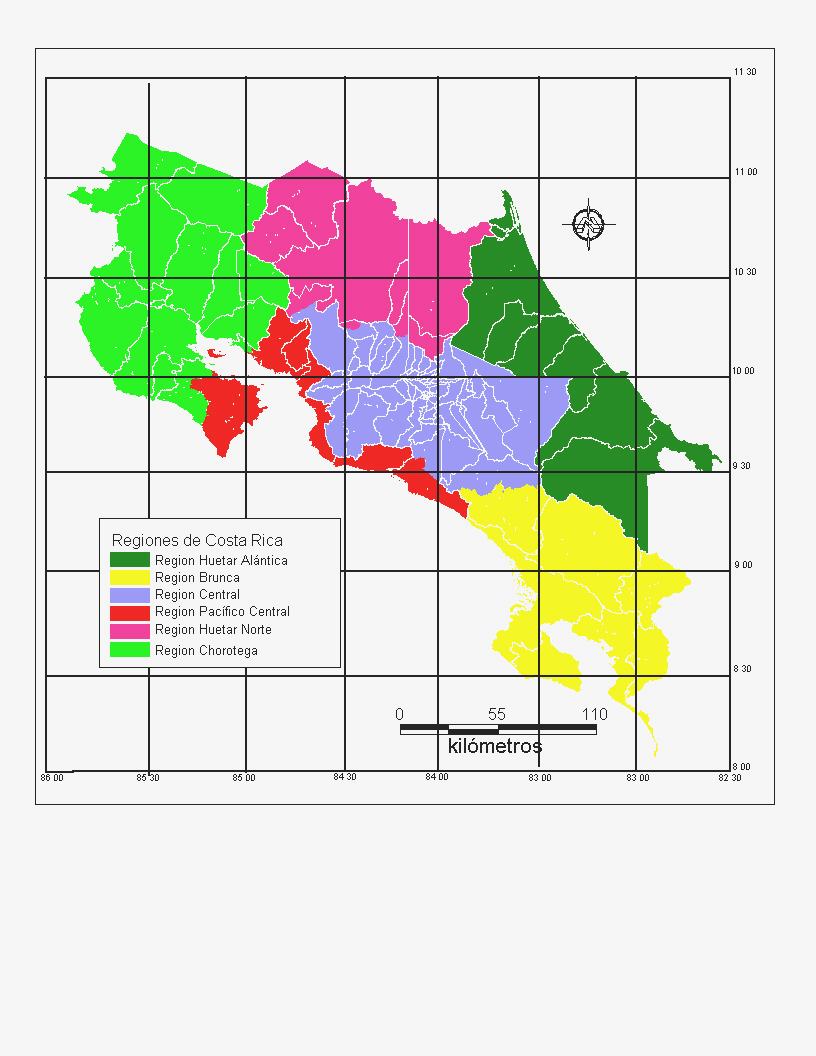 11 30
11 00
10 30
10 00
9 30
9 00
8 30
8 00
Regiones de Costa Rica
Region Huetar Alántica
Region Brunca
Region Central
Region Pacífico Central
Region Huetar Norte
Region Chorotega
0 55 110
kilómetros
86 00 85 30 85 00 84 30 84 00 83 00 83 00 82 30